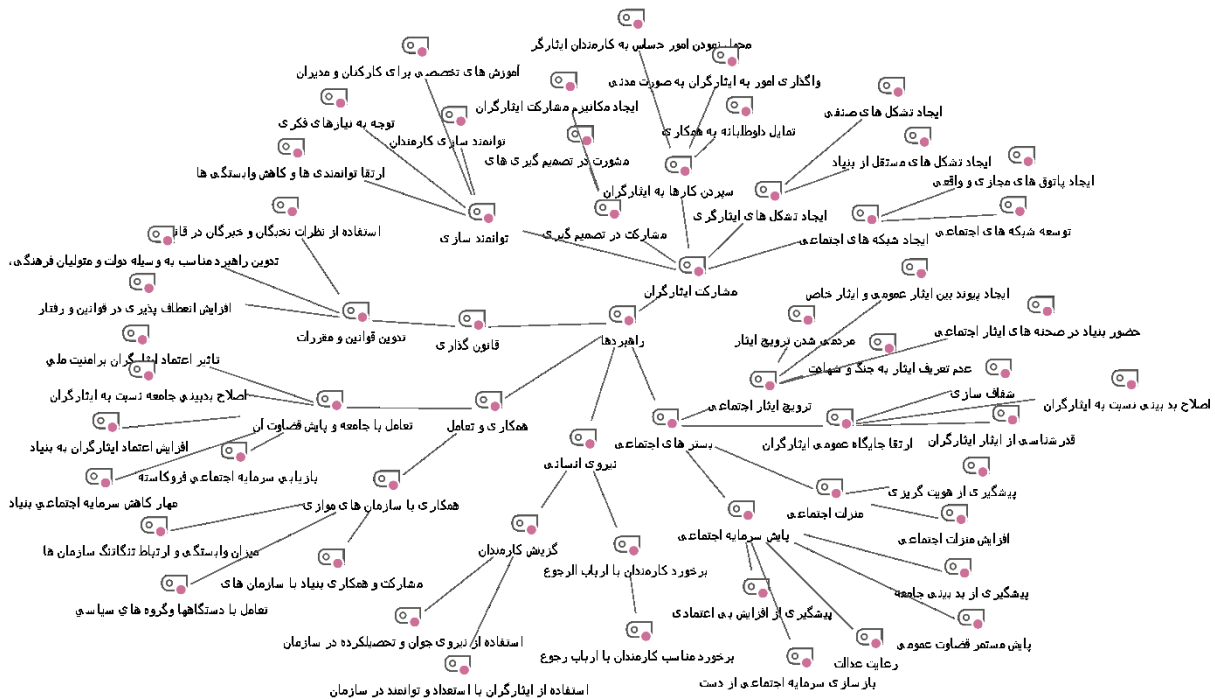 محول نمودن امور حساس به کارمندان ایثارگر
آموزش های تخصصی برای کارکنان و مدیران
واگذاری امور به ایثارگران به صورت مدنی
ایجاد مکانیزم مشارکت ایثارگران
ایجاد تشکل های صنفی
توجه به نیازهای فکری
توانمند سازی کارمندان
تمایل داوطلبانه به همکاری
مشورت در تصمیم گیری های
ایجاد تشکل های مستقل از بنیاد
ارتقا توانمندی ها و کاهش وابستگی ها
سپردن کارها به ایثارگران
ایجاد پاتوق های مجازی و واقعی
ایجاد تشکل های ایثارگری
توسعه شبکه های اجتماعی
استفاده از نظرات نخبگان و خبرگان در
توانمند سازی
مشارکت در تصمیم گیری
ایجاد شبکه های اجتماعی
تدوین راهبرد مناسب به وسیله دولت و متولیان فرهنگی،
مشارکت ایثارگران
ایجاد پیوند بین ایثار عمومی و ایثار خاص
افزایش انعطاف پذیری در قوانین و رفتار
حضور بنیاد در صحنه های ایثار اجتماعی
تدوین قوانین و مقررات
قانون گذاری
راهبردها
مردمی شدن ترویج ایثار
تاثیر اعتماد ایثارگران برامنیت ملی
عدم تعریف ایثار به جنگ و شهادت
اصلاح بدبینی جامعه نسبت به ایثارگران
شفاف سازی
اصلاح بد بینی نسبت به ایثارگران
ترویج ایثار اجتماعی
تعامل با جامعه و پایش قضاوت آن
همکاری و تعامل
بستر های اجتماعی
ارتقا جایگاه عمومی ایثارگران
قدرشناسی از ایثار ایثارگران
افزایش اعتماد ایثارگران به بنیاد
نیروی انسانی
بازیابی سرمایه اجتماعی فروکاسته
پیشگیری از هویت گریزی
مهار کاهش سرمایه اجتماعی بنیاد
همکاری با سازمان های موازی
منزلت اجتماعی
افزایش منزلت اجتماعی
پایش سرمایه اجتماعی
میزان وابستگی و ارتباط تنگاتنگ سازمان ها
گزینش کارمندان
برخورد کارمندان با ارباب الرجوع
مشارکت و همکاری بنیاد با سازمان های
پیشگیری از بد بینی جامعه
تعامل با دستگاهها وگروه های سیاسی
پیشگیری از افزایش بی اعتمادی
استفاده از نیروی جوان و تحصیلکرده در سازمان
برخورد مناسب کارمندان با ارباب رجوع
پایش مستمر قضاوت عمومی
رعایت عدالت
بازسازی سرمایه اجتماعی از دست
استفاده از ایثارگران با استعداد و توانمند در سازمان